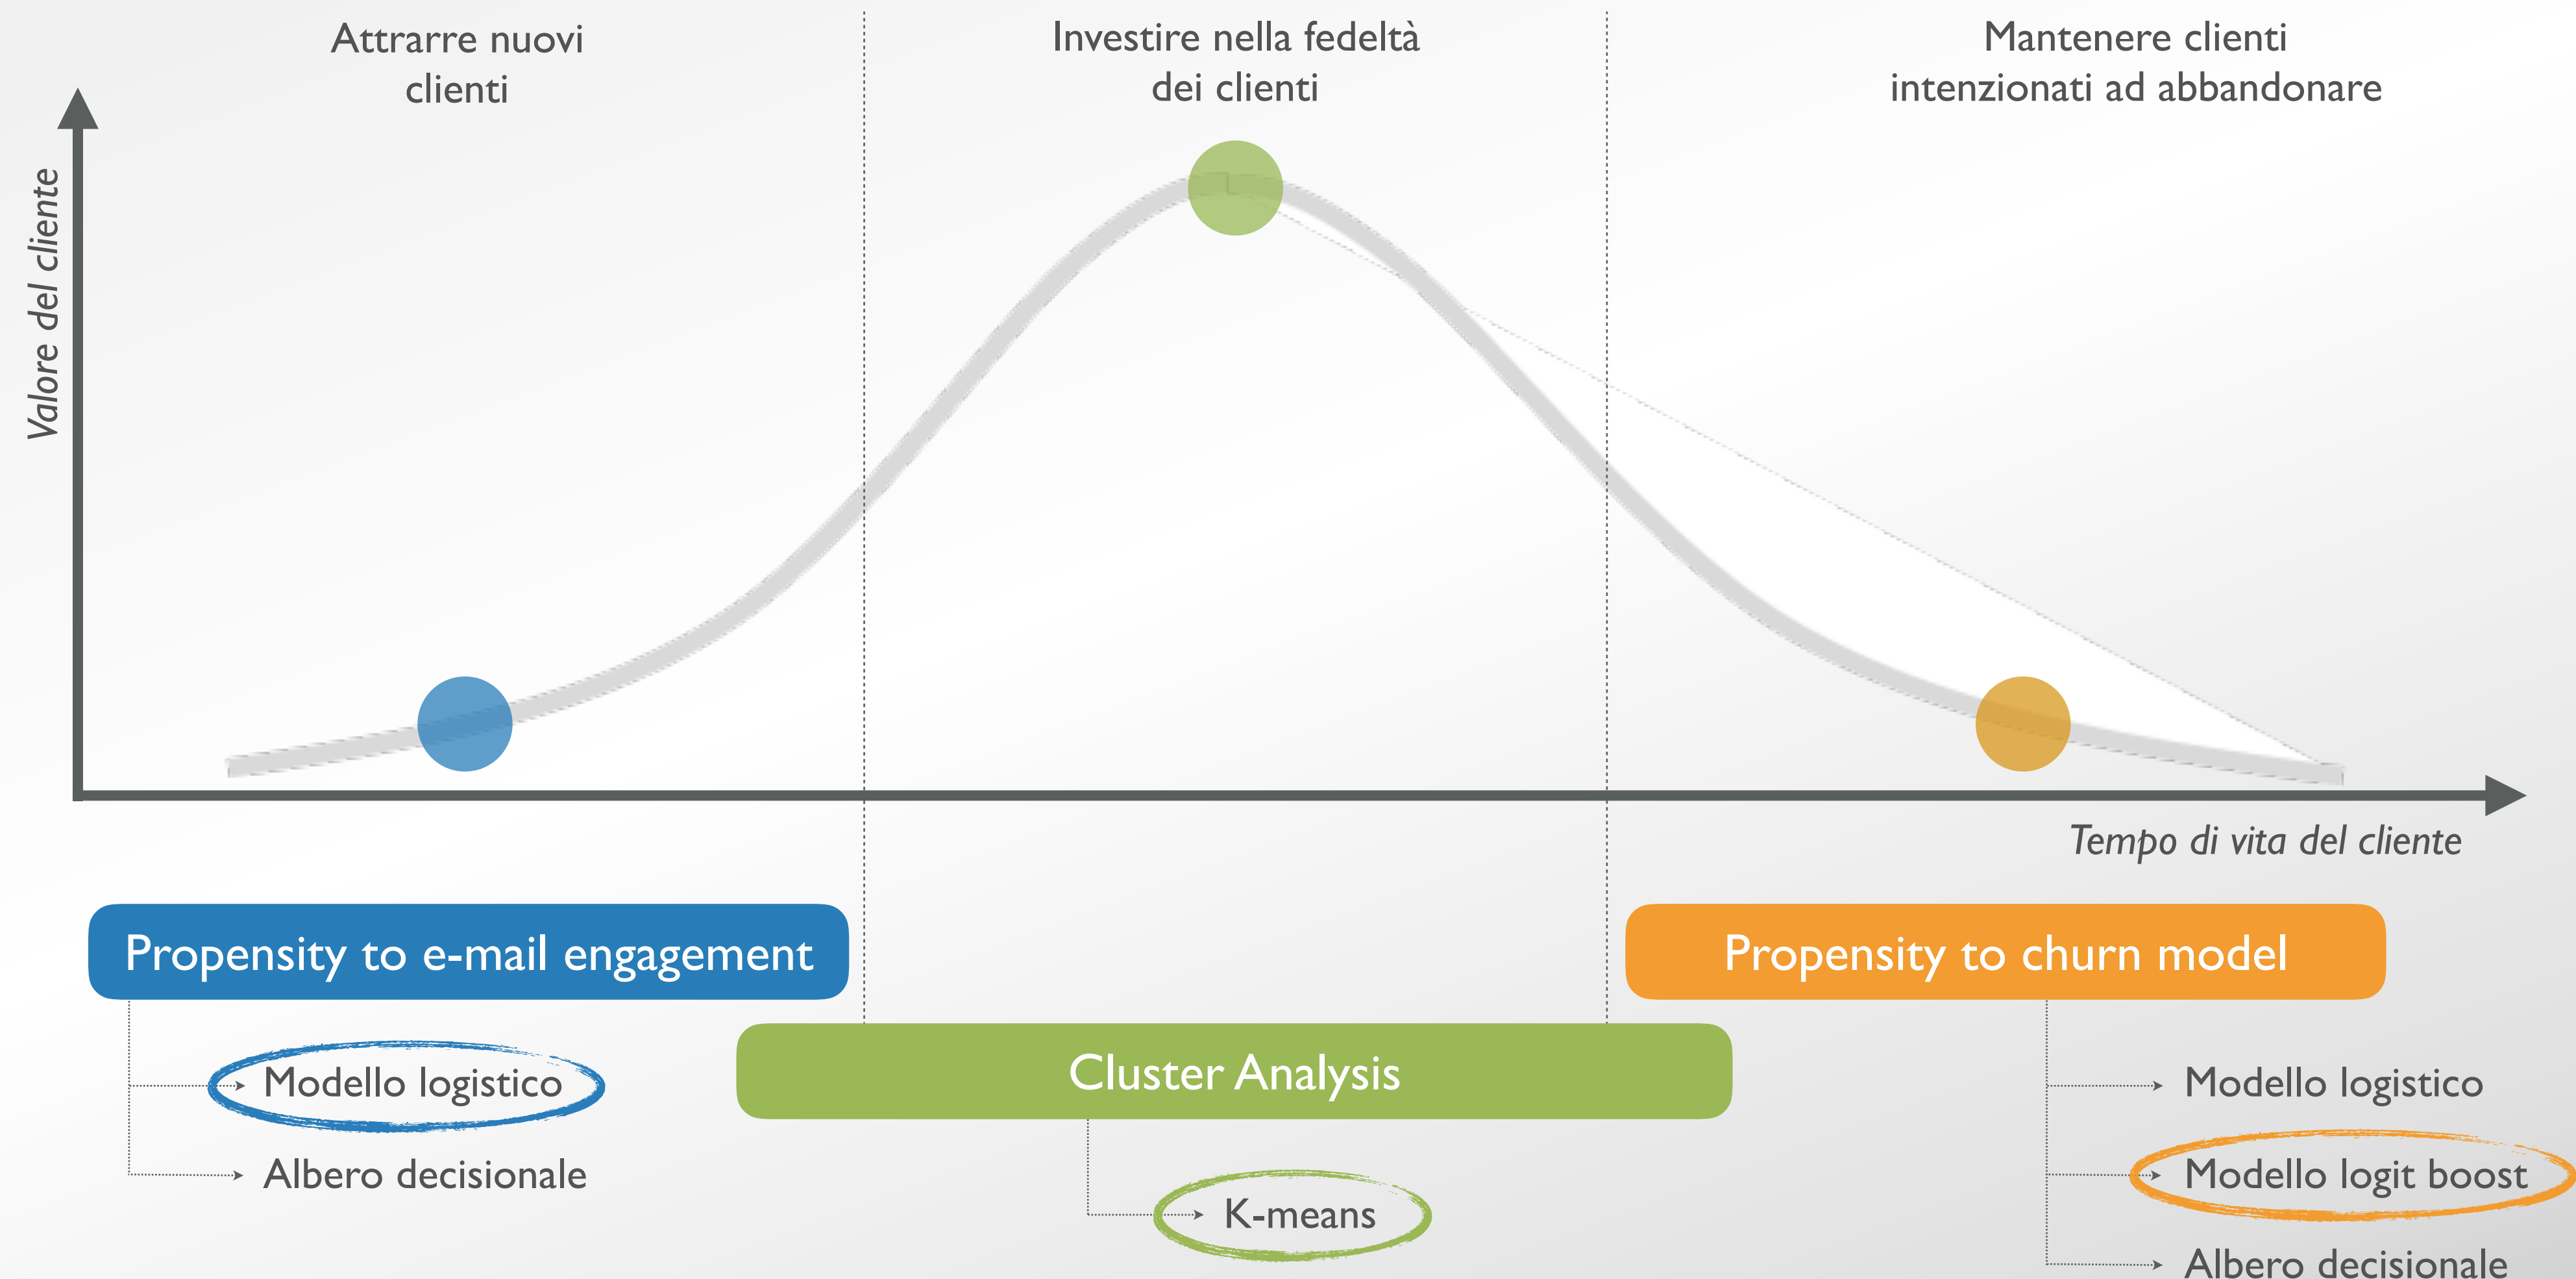 Attrarre nuovi
clienti
Investire nella fedeltà
dei clienti
Mantenere clienti
intenzionati ad abbandonare
Valore del cliente
Tempo di vita del cliente
Propensity to e-mail engagement
Modello logistico
Albero decisionale
Cluster Analysis
K-means
Propensity to churn model
Modello logistico
Modello logit boost
Albero decisionale